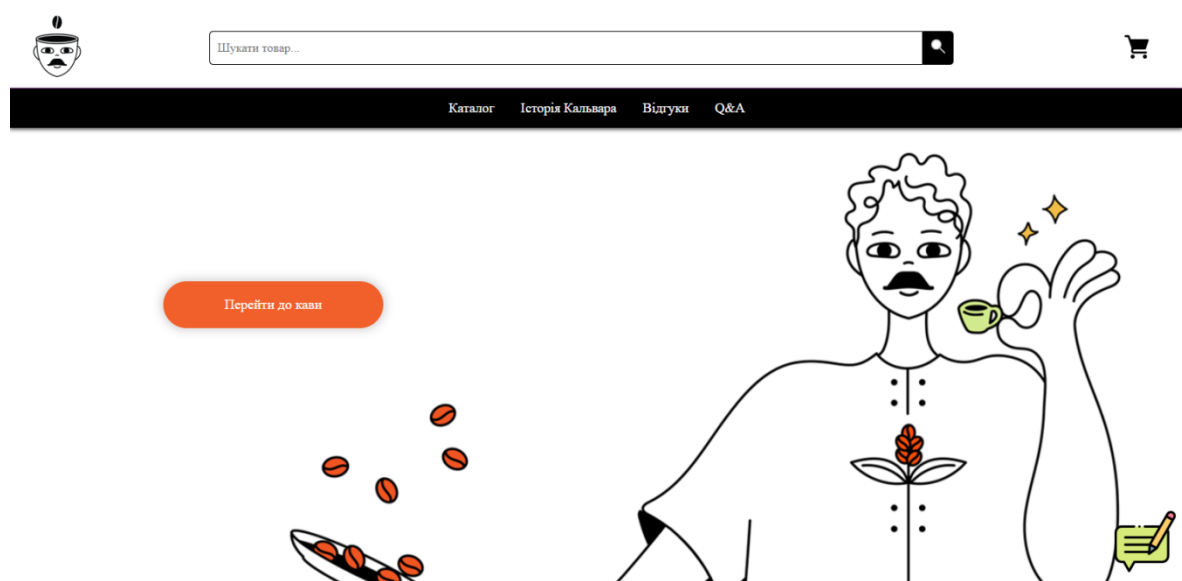 Шукати товар...
Каталог Історія Кальвара Відгуки Q&A
Перейти до кави